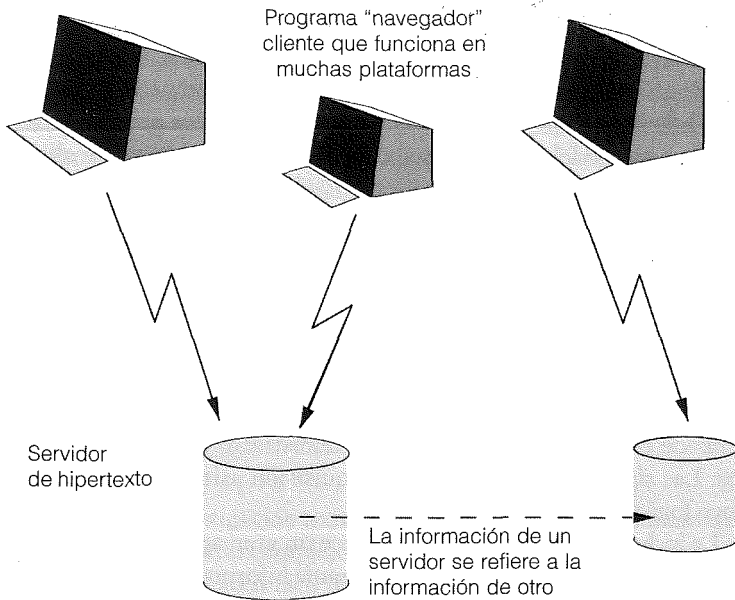 Programa “navegador”
cliente que funciona en
muchas plataformas
Servidor
de hipertexto
La información de un
servidor se refiere a la
información de otro